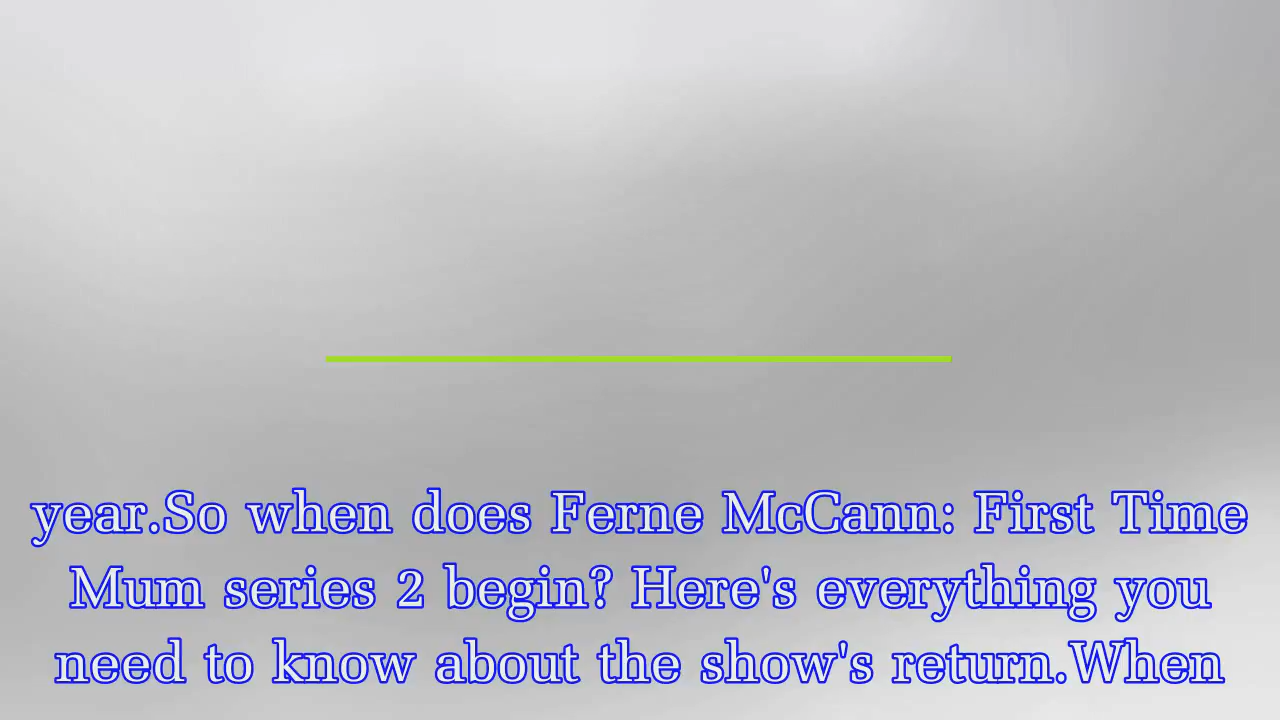 year.So when does Ferne McCann: First Time
Mum series 2 begin? Here's everything you
need to know about the show's return.When